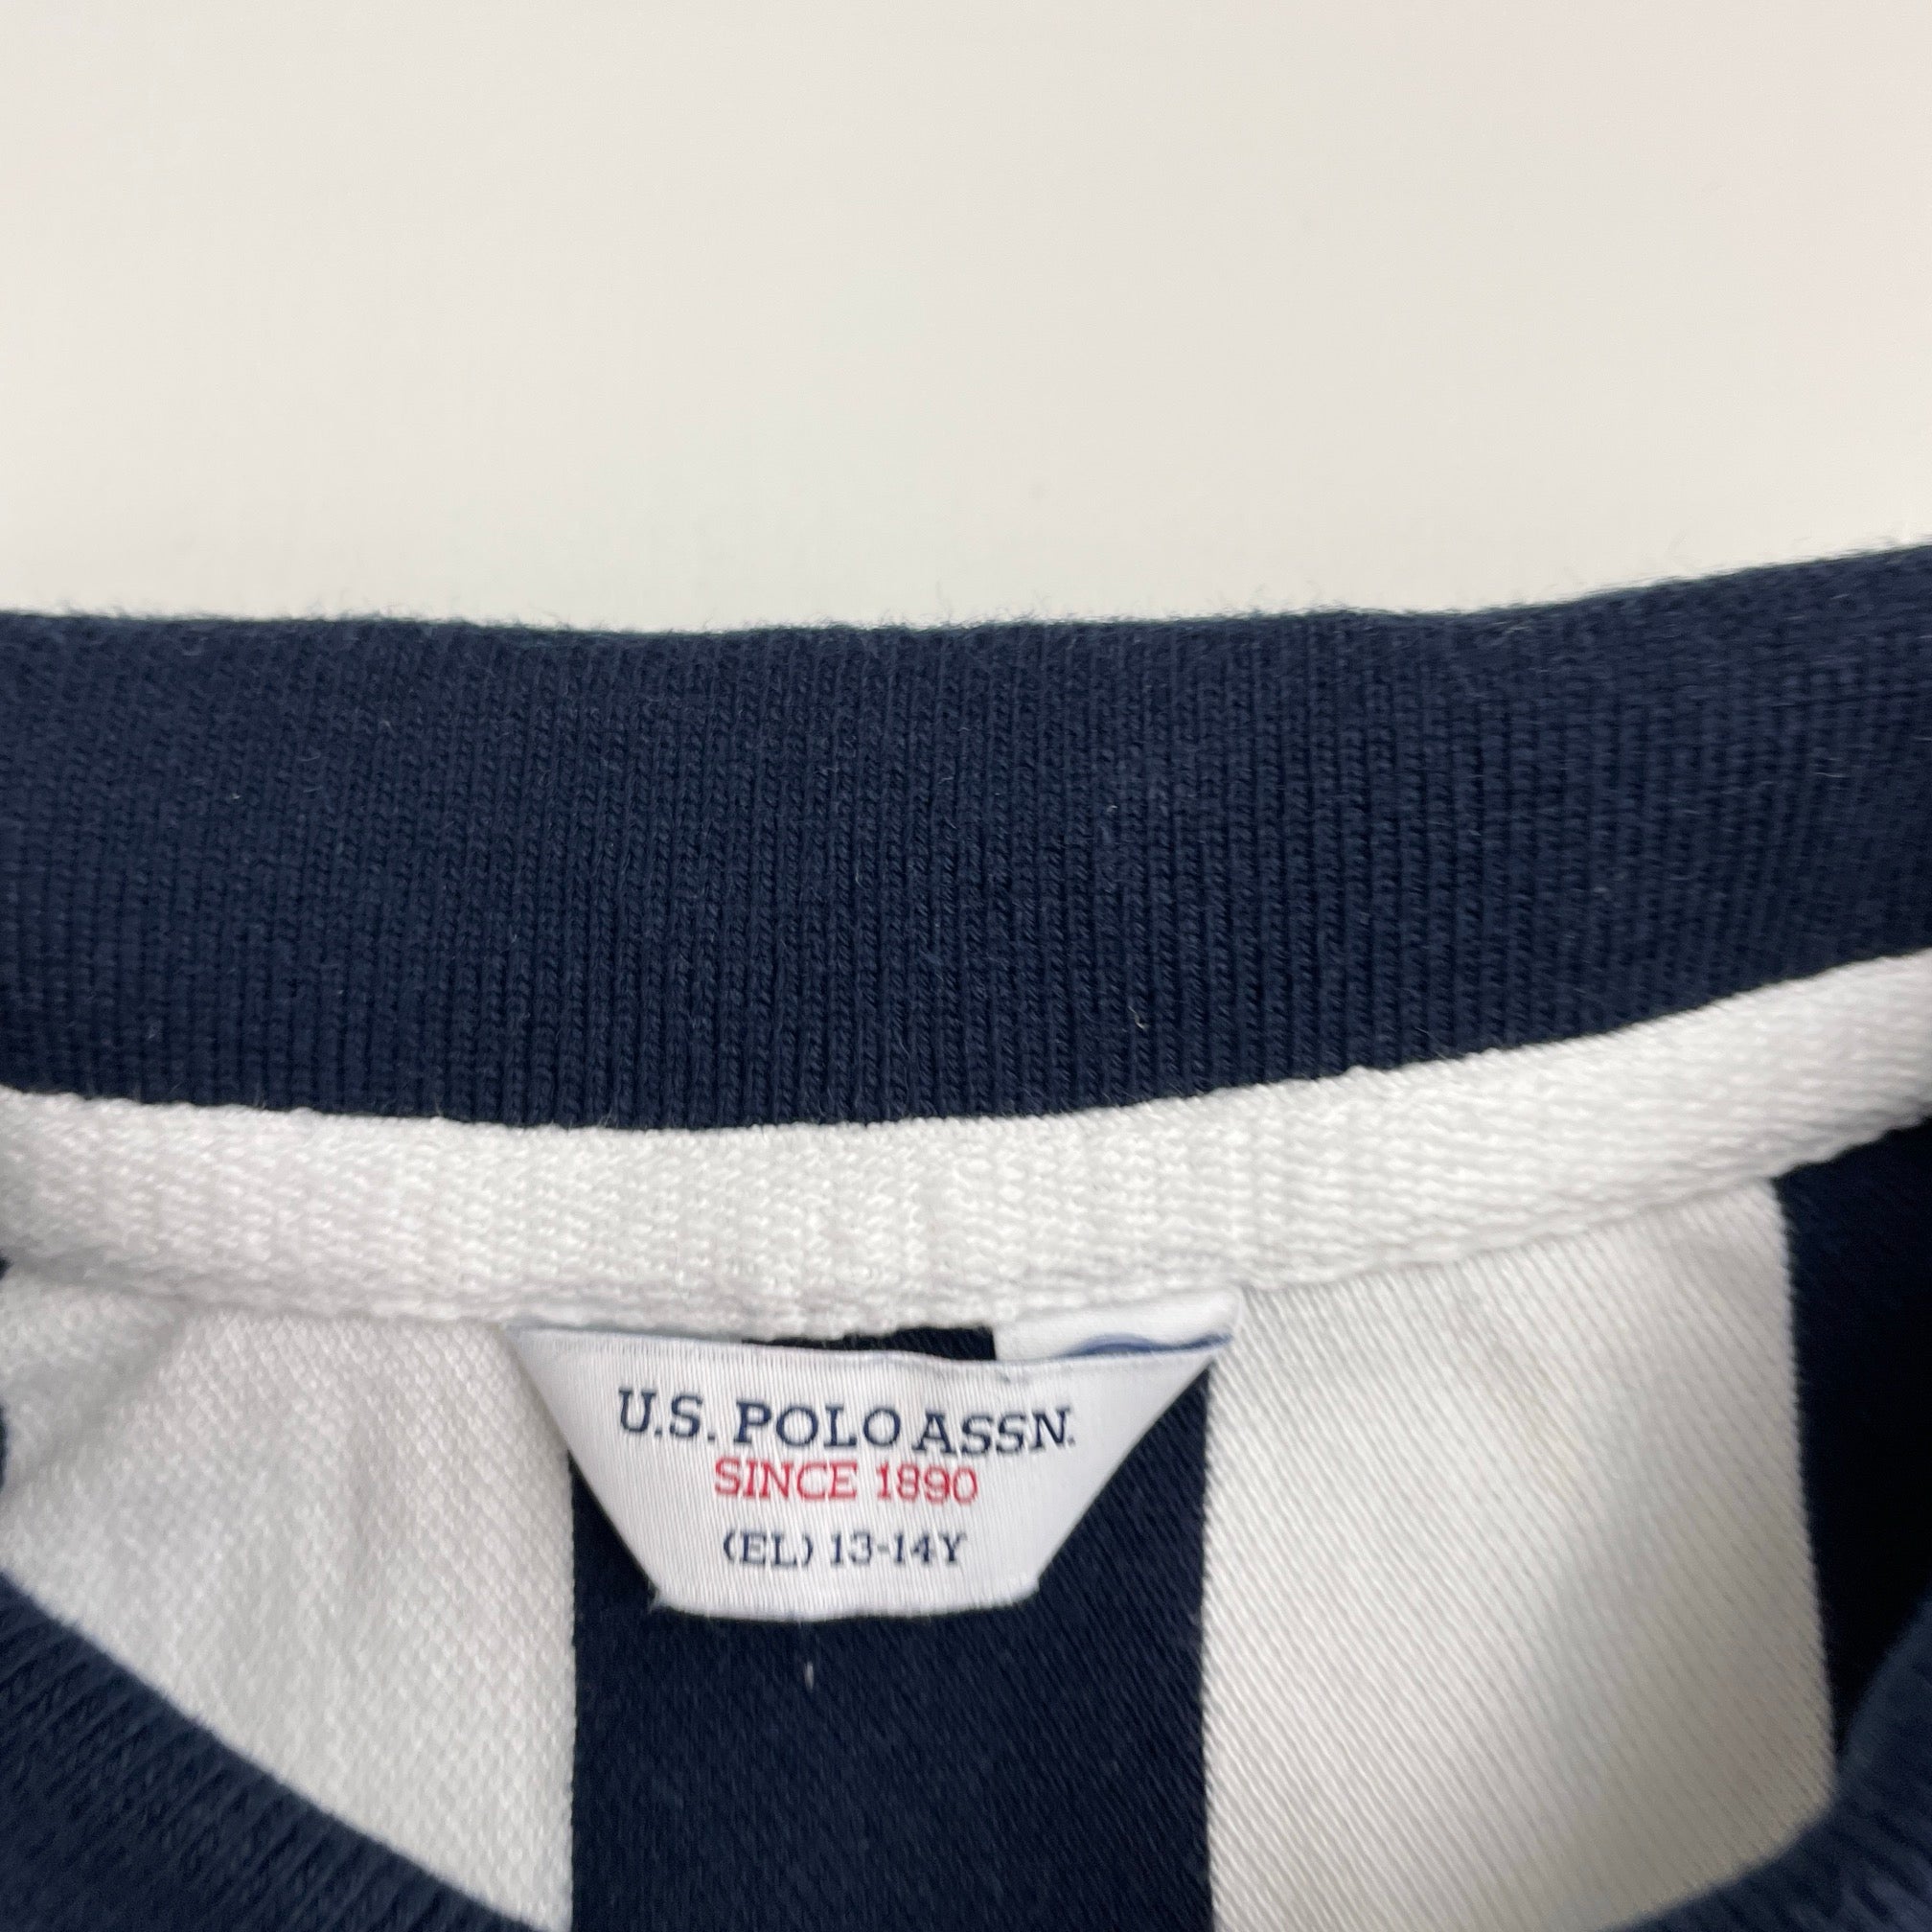 U.S. POLO ASSN.
SINCE 1890
(EL) 13-14Y